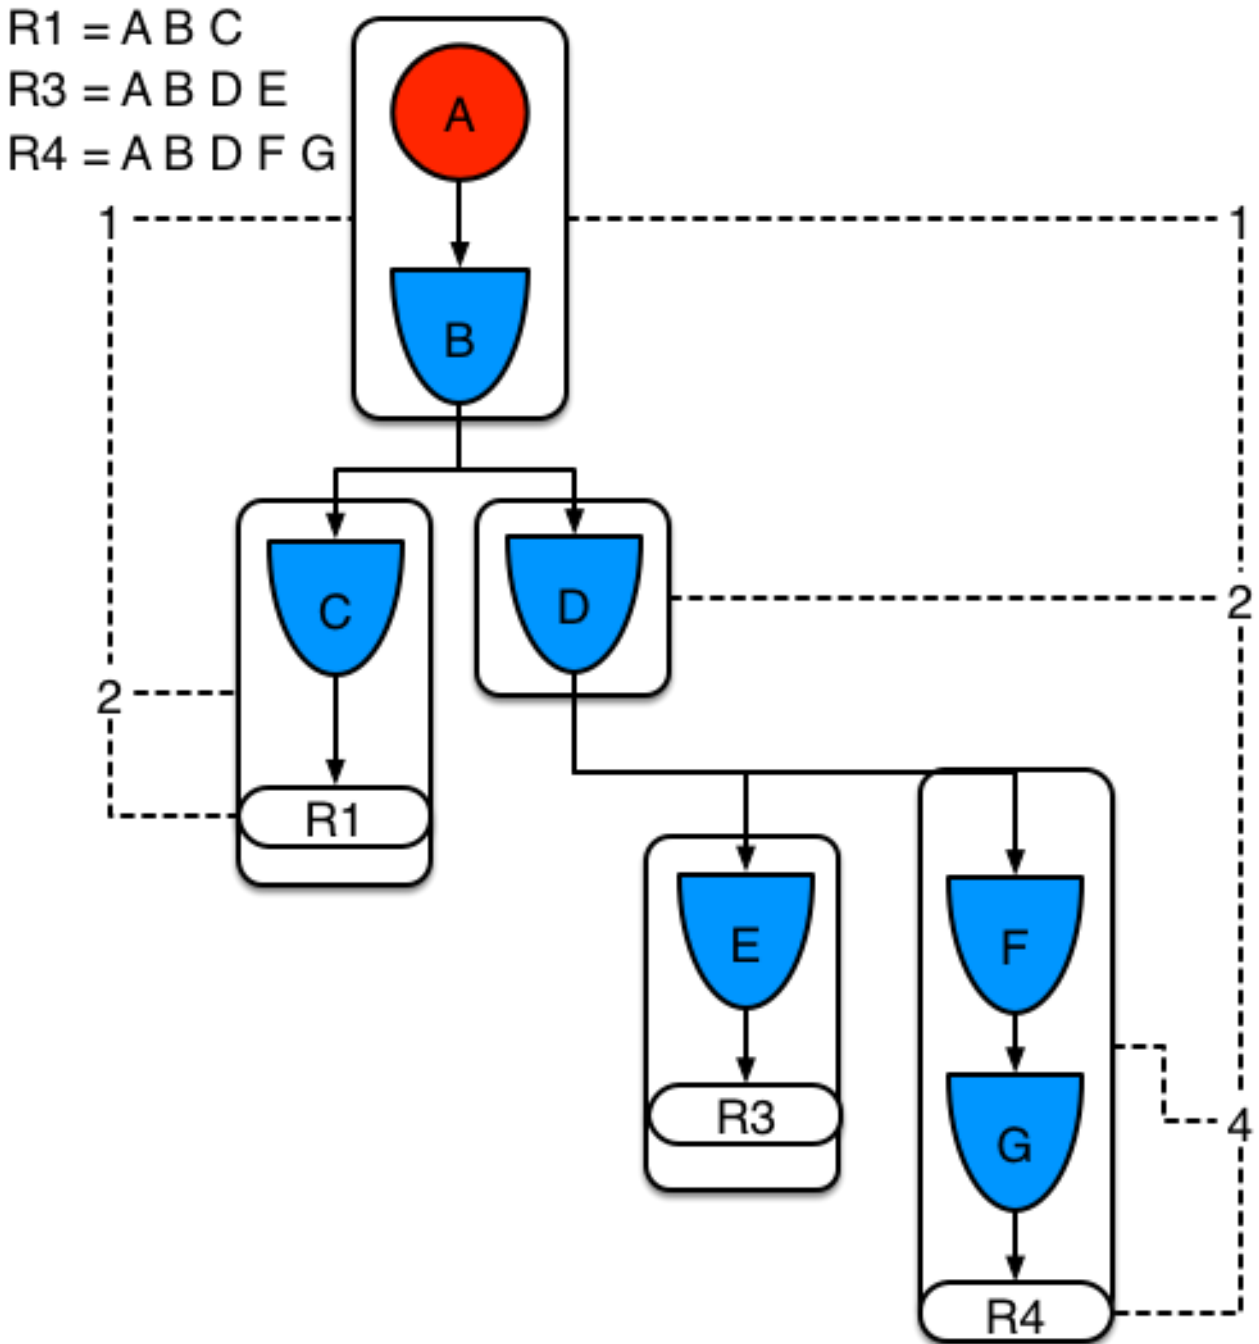 R1 = A B C
R3 = A B D E
R4 = A B D F G
A
1
1
B
C
D
2
2
R1
E
F
R3
G
4
R4